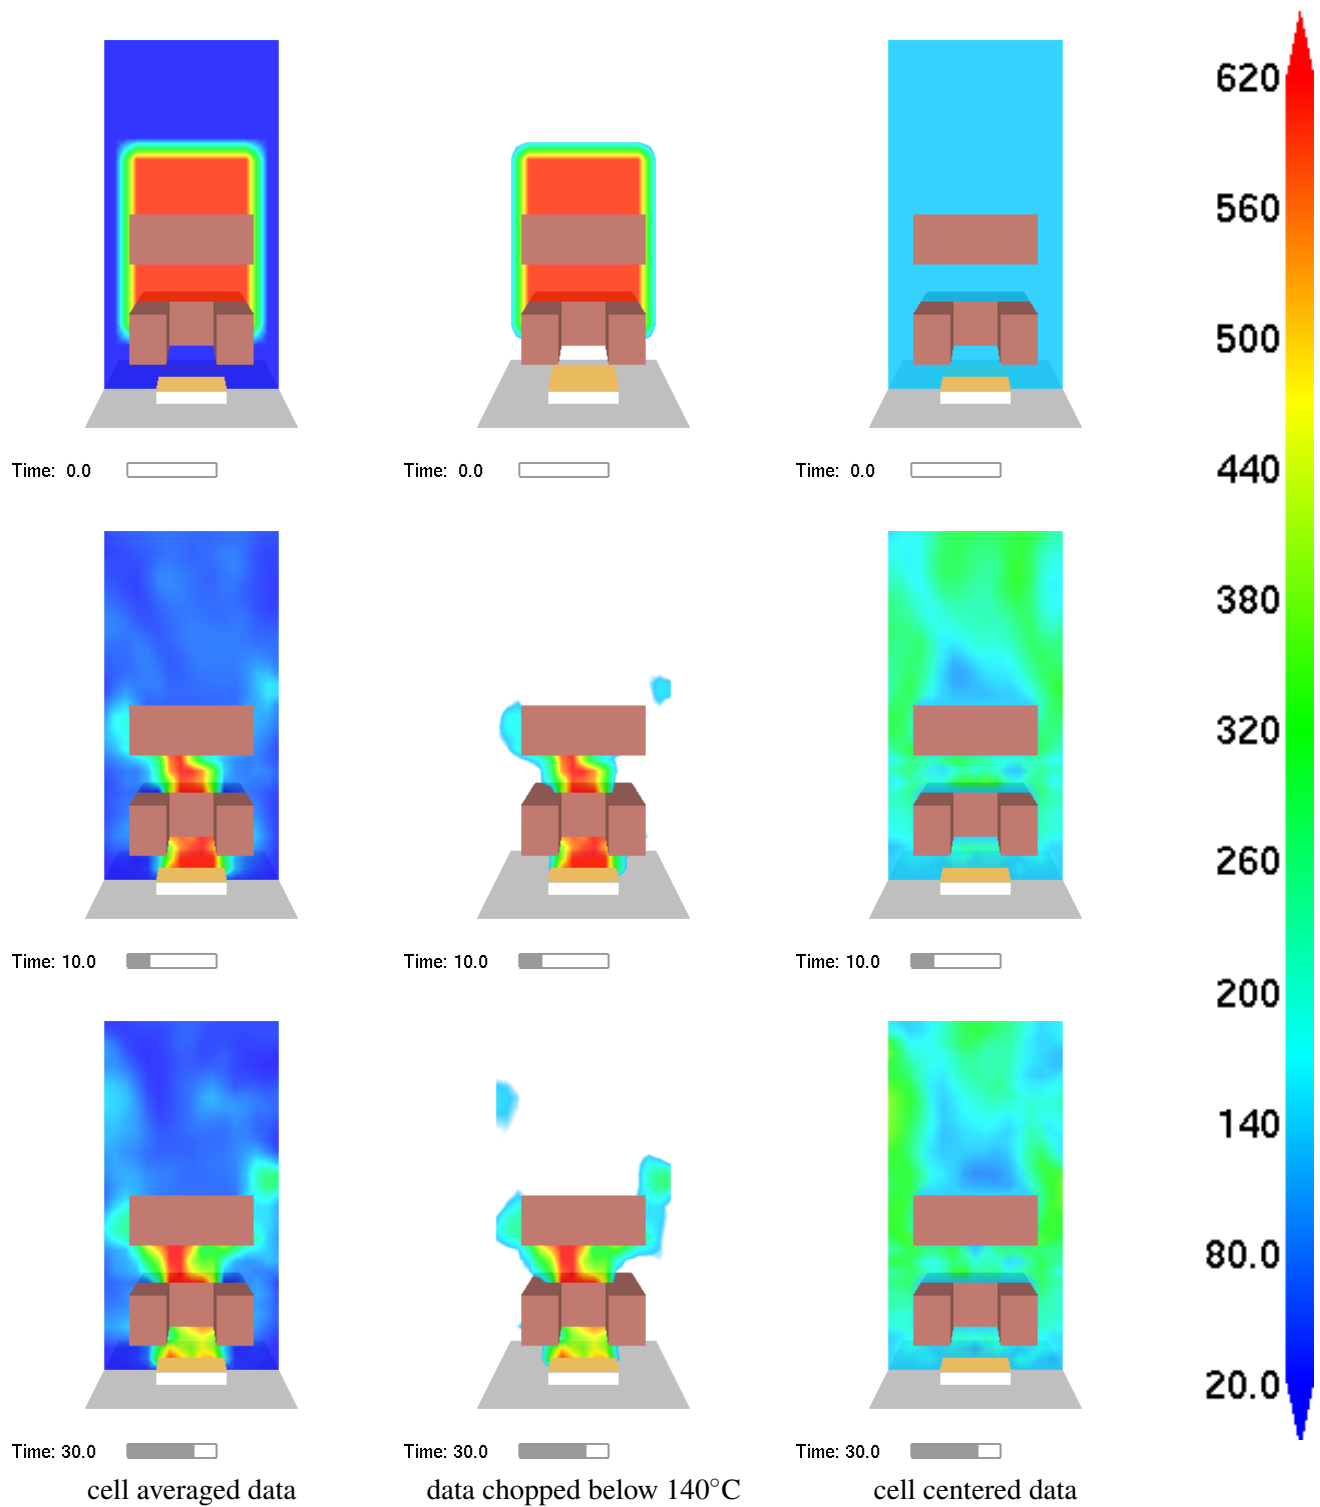 620
560
500
440
380
320
260
200
140
80.0
20.0
Time: 0.0
Time: 0.0
Time: 0.0
Time: 10.0
Time: 10.0
Time: 10.0
Time: 30.0
Time: 30.0
Time: 30.0
cell averaged data
data chopped below 140°C
cell centered data